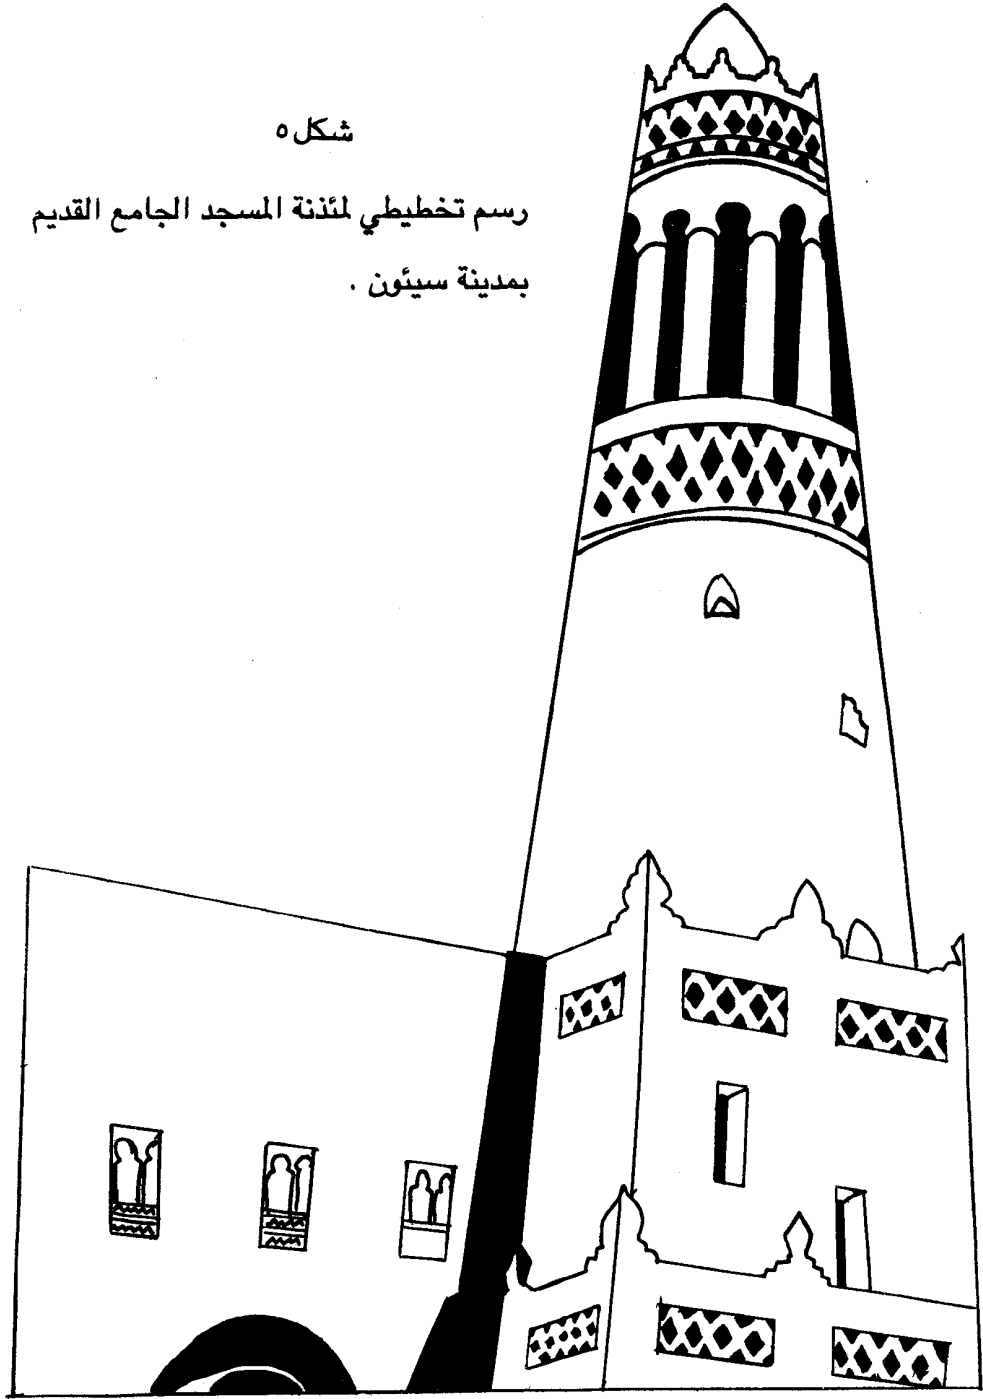 شكل ٥
رسم تخطيطي لمئذنة المسجد الجامع القديم
بمدينة سيئون .